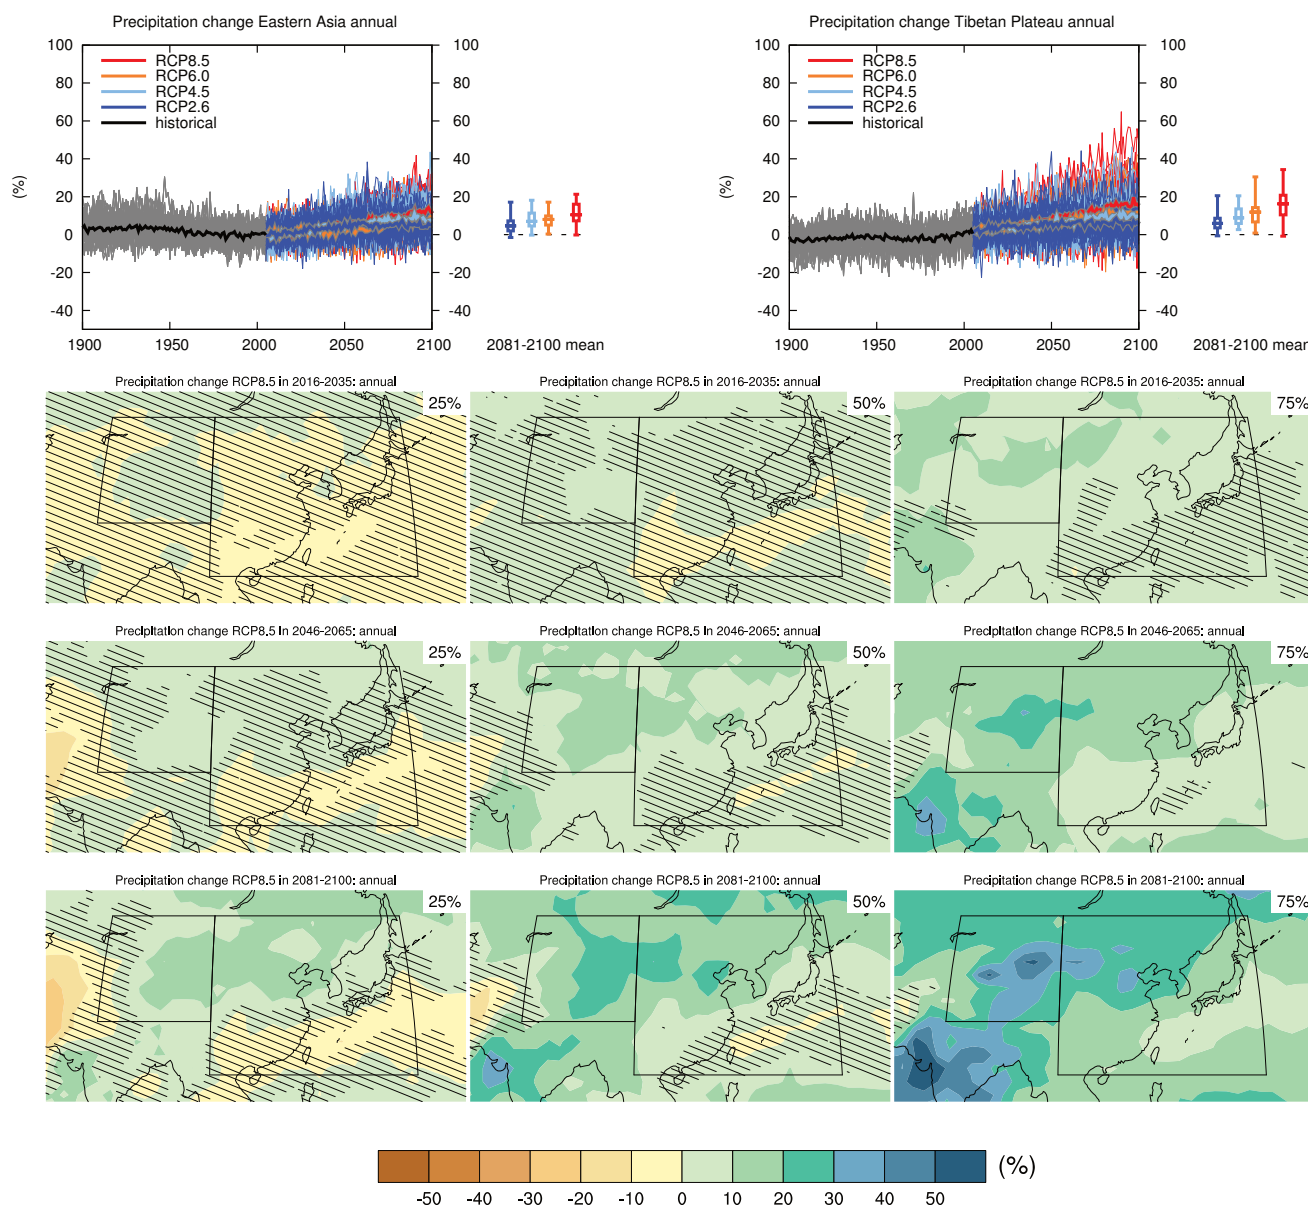 Precipitation change Eastern Asia annual
100
80
60
40
20
0
-20
-40
(%)
RCP8.5
RCP6.0
RCP4.5
RCP2.6
historical
100
80
60
40
20
0
-20
-40
1900 1950 2000 2050 2100
2081-2100 mean
Precipitation change Tibetan Plateau annual
100
80
60
40
20
0
-20
-40
(%)
RCP8.5
RCP6.0
RCP4.5
RCP2.6
historical
100
80
60
40
20
0
-20
-40
1900 1950 2000 2050 2100
2081-2100 mean
Precipitation change RCP8.5 in 2016-2035: annual
25%
Precipitation change RCP8.5 in 2016-2035: annual
50%
Precipitation change RCP8.5 in 2016-2035: annual
75%
Precipitation change RCP8.5 in 2046-2065: annual
25%
Precipitation change RCP8.5 in 2046-2065: annual
50%
Precipitation change RCP8.5 in 2046-2065: annual
75%
Precipitation change RCP8.5 in 2081-2100: annual
25%
Precipitation change RCP8.5 in 2081-2100: annual
50%
Precipitation change RCP8.5 in 2081-2100: annual
75%
(%)
-50 -40 -30 -20 -10 0 10 20 30 40 50